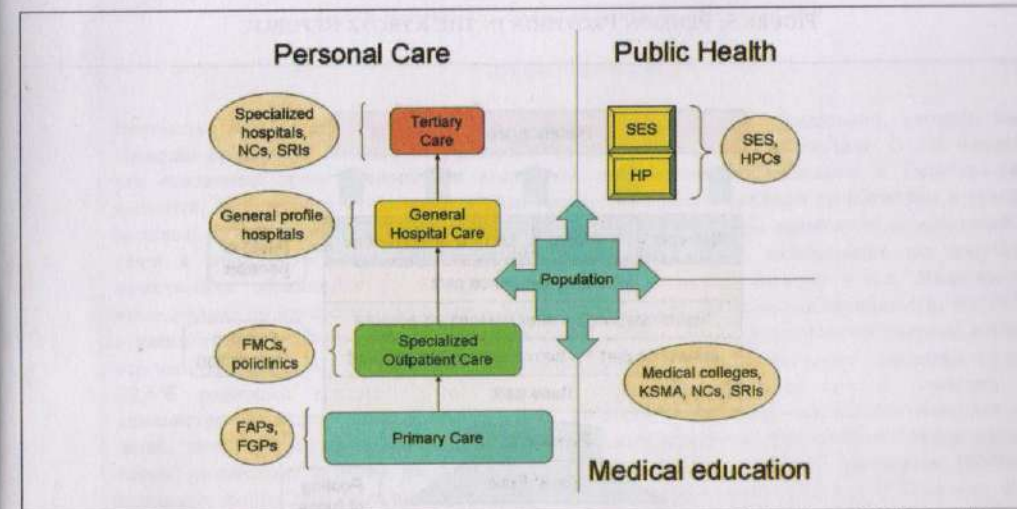 Personal Care
Public Health
Specialized
hospitals,
NCs, SRIs
Tertiary
Care
SES
HP
SES,
HPCs
General profile
hospitals
General
Hospital Care
Population
FMCs,
policlinics
Specialized
Outpatient Care
Medical colleges,
KSMA, NCs, SRIs
FAPs,
FGPs
Primary Care
Medical education